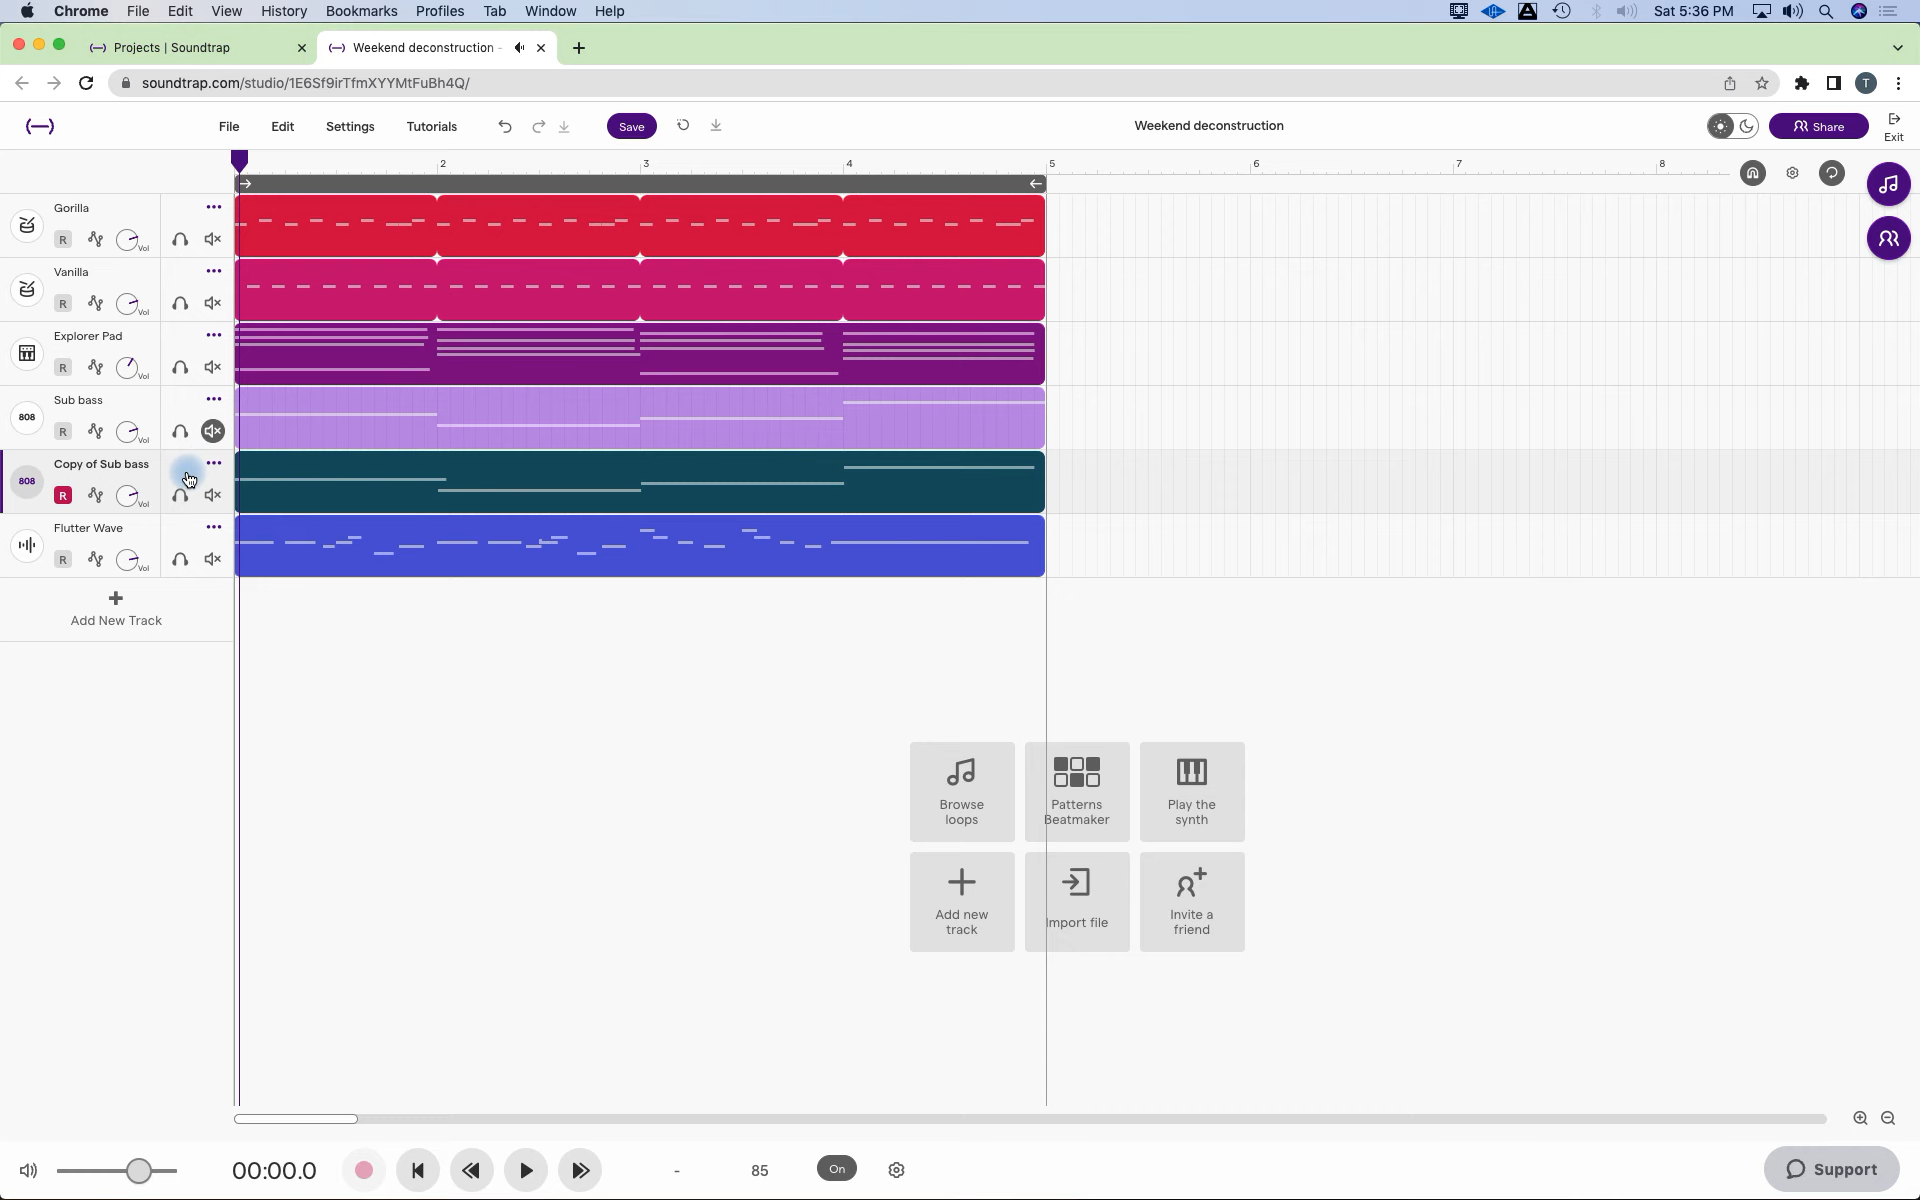 Chrome File Edit View History Bookmarks Profiles Tab Window Help Sat 5:36 PM
Projects | Soundtrap Weekend deconstruction -
soundtrap.com/studio/1E6Sf9irTfmXYYMtFuBh4Q/ T
File Edit Settings Tutorials Save Weekend deconstruction Share Exit
2 3 4 5 6 7 8
Gorilla
R Vol
Vanilla
R Vol
Explorer Pad
R Vol
808 Sub bass
R Vol
808 Copy of Sub bass
R Vol
Flutter Wave
R Vol
Add New Track
Browse
loops
Patterns
Beatmaker
Play the
synth
Add new
track
Import file
Invite a
friend
00:00.0 - 85 On Support